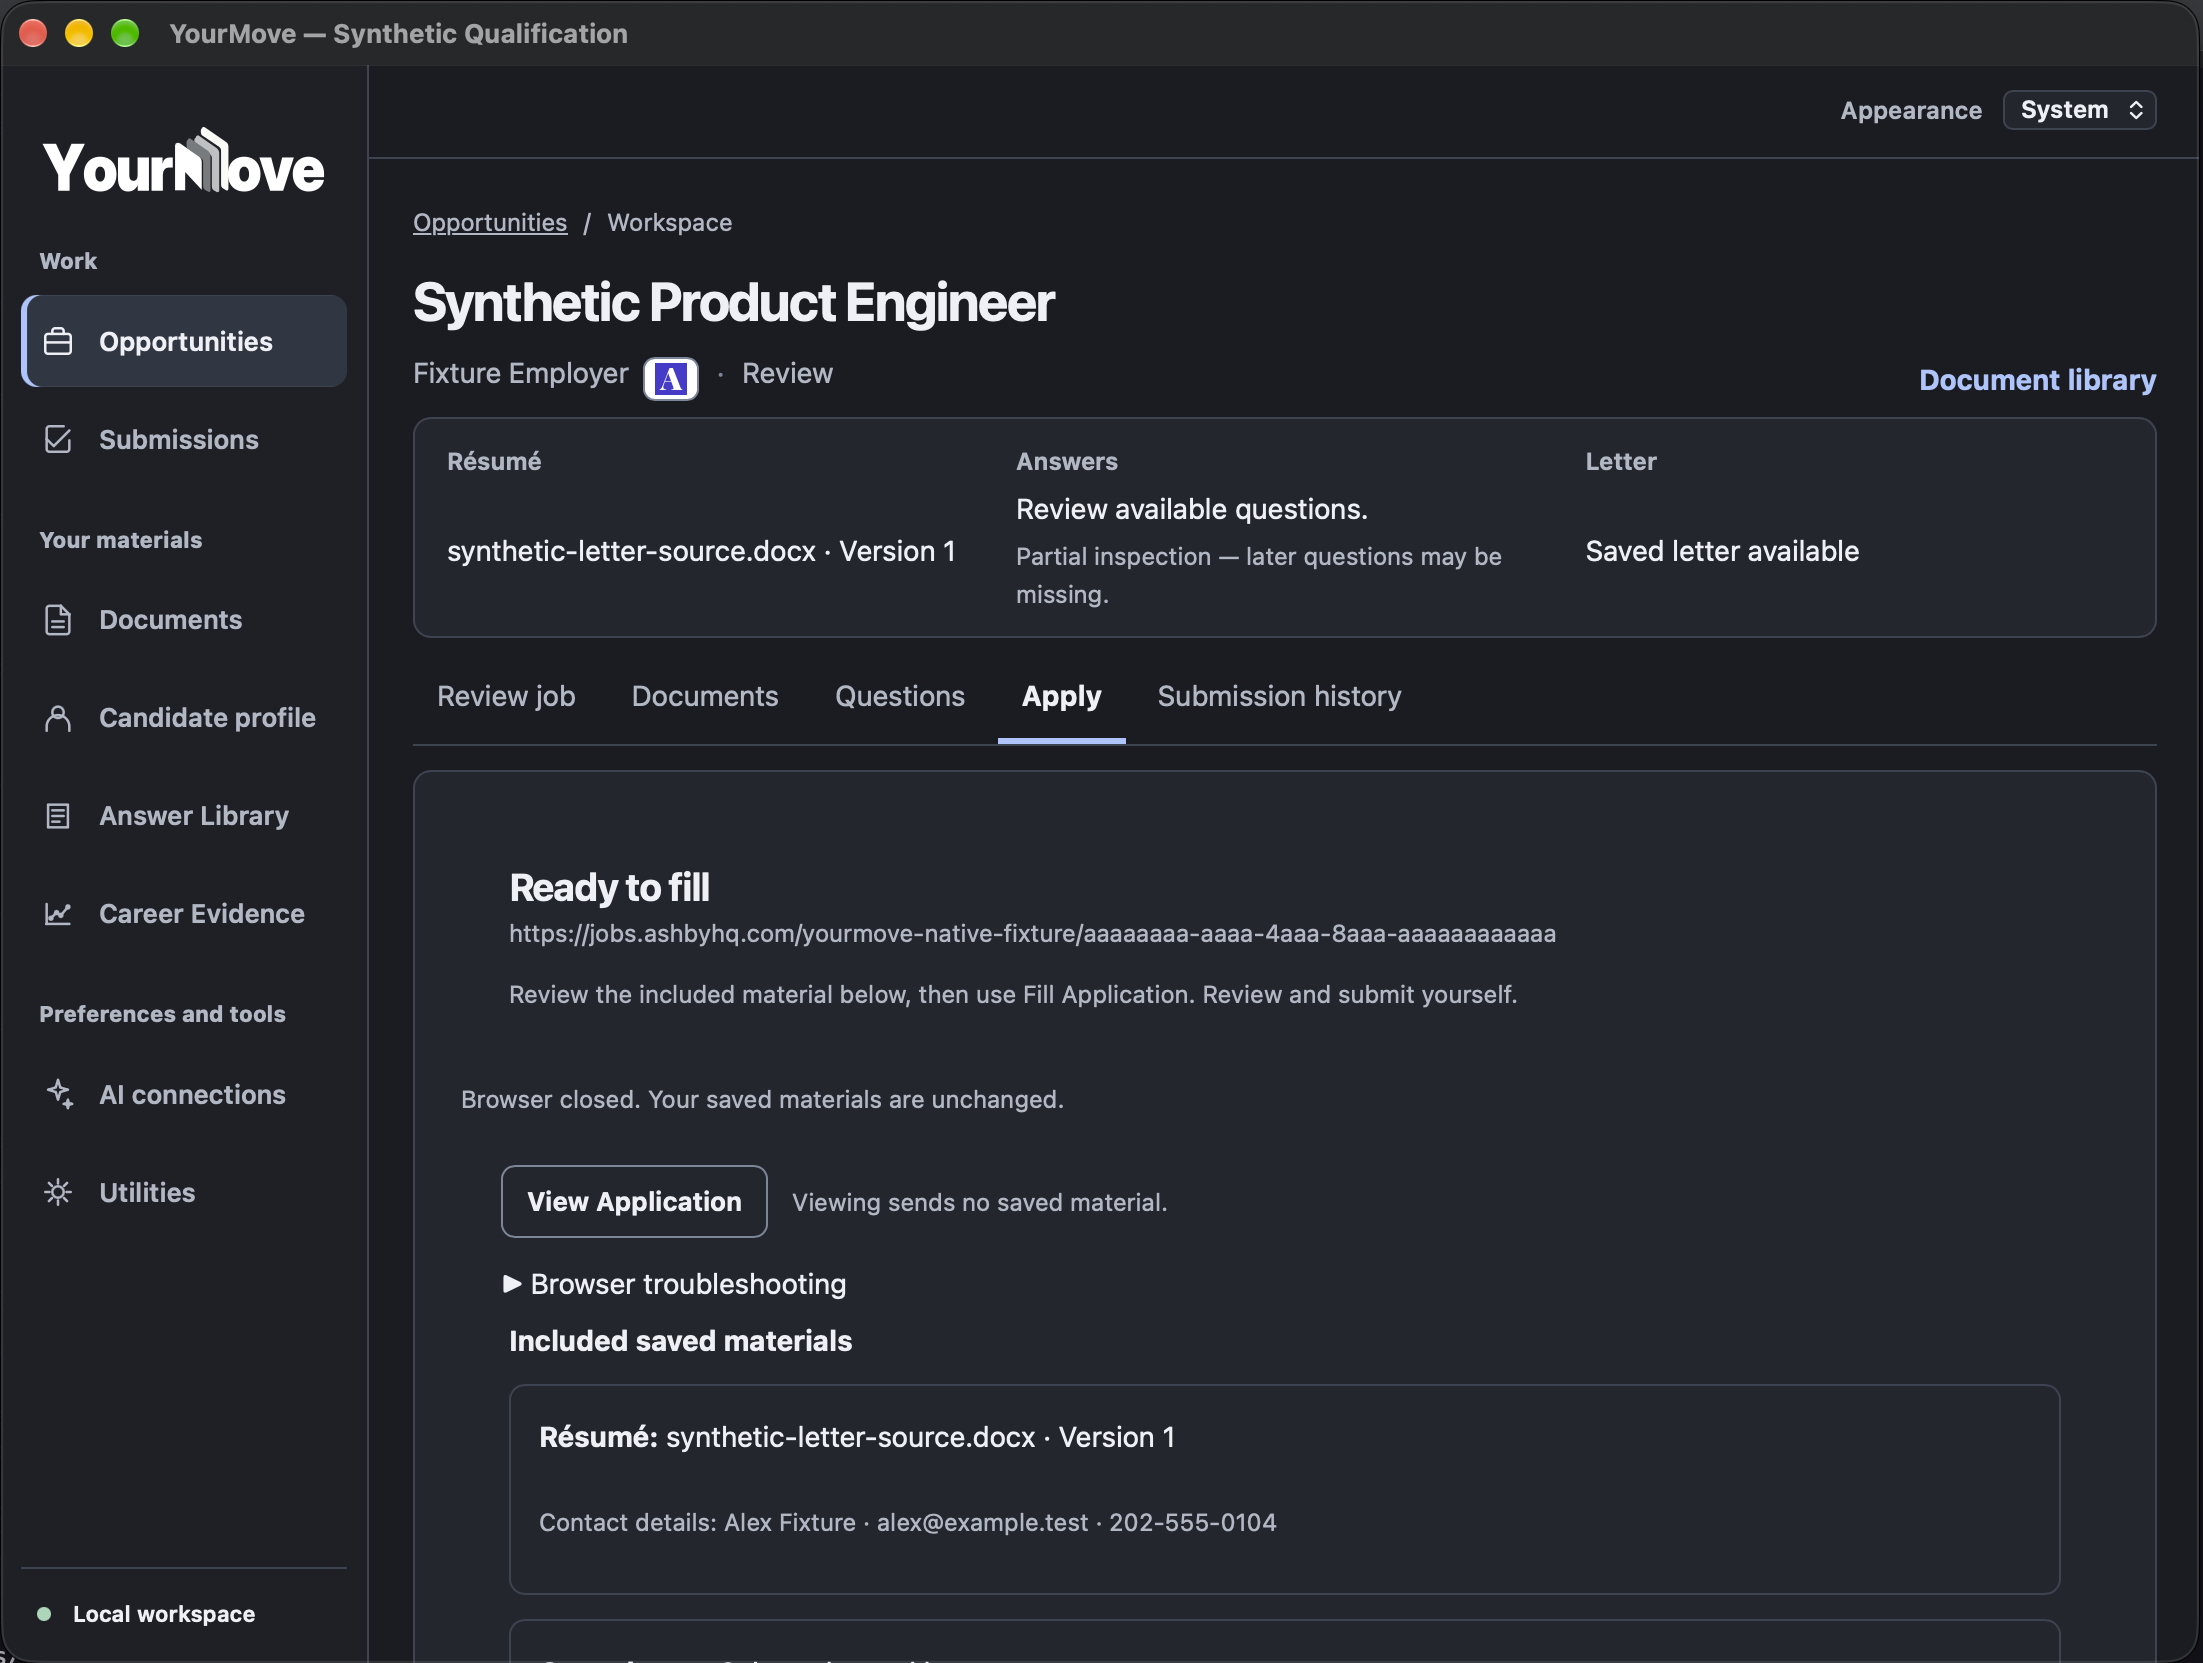 YourMove — Synthetic Qualification
Appearance
System
YourMove
Work
Opportunities
Submissions
Your materials
Documents
Candidate profile
Answer Library
Career Evidence
Preferences and tools
AI connections
Utilities
Local workspace
Opportunities / Workspace
Synthetic Product Engineer
Fixture Employer A · Review
Document library
Résumé
synthetic-letter-source.docx · Version 1
Answers
Review available questions.
Partial inspection — later questions may be
missing.
Letter
Saved letter available
Review job
Documents
Questions
Apply
Submission history
Ready to fill
https://jobs.ashbyhq.com/yourmove-native-fixture/aaaaaaaa-aaaa-4aaa-8aaa-aaaaaaaaaaaa
Review the included material below, then use Fill Application. Review and submit yourself.
Browser closed. Your saved materials are unchanged.
View Application
Viewing sends no saved material.
Browser troubleshooting
Included saved materials
Résumé: synthetic-letter-source.docx · Version 1
Contact details: Alex Fixture · alex@example.test · 202-555-0104